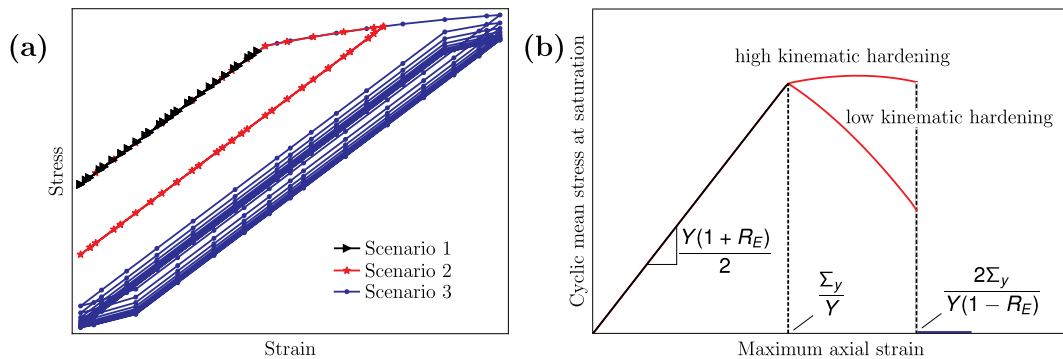 (a)
Stress
Strain
Scenario 1
Scenario 2
Scenario 3
(b)
Cyclic mean stress at saturation
Maximum axial strain
high kinematic hardening
low kinematic hardening
Y(1 + R_E)
2
Σ_y
Y
2Σ_y
Y(1 − R_E)